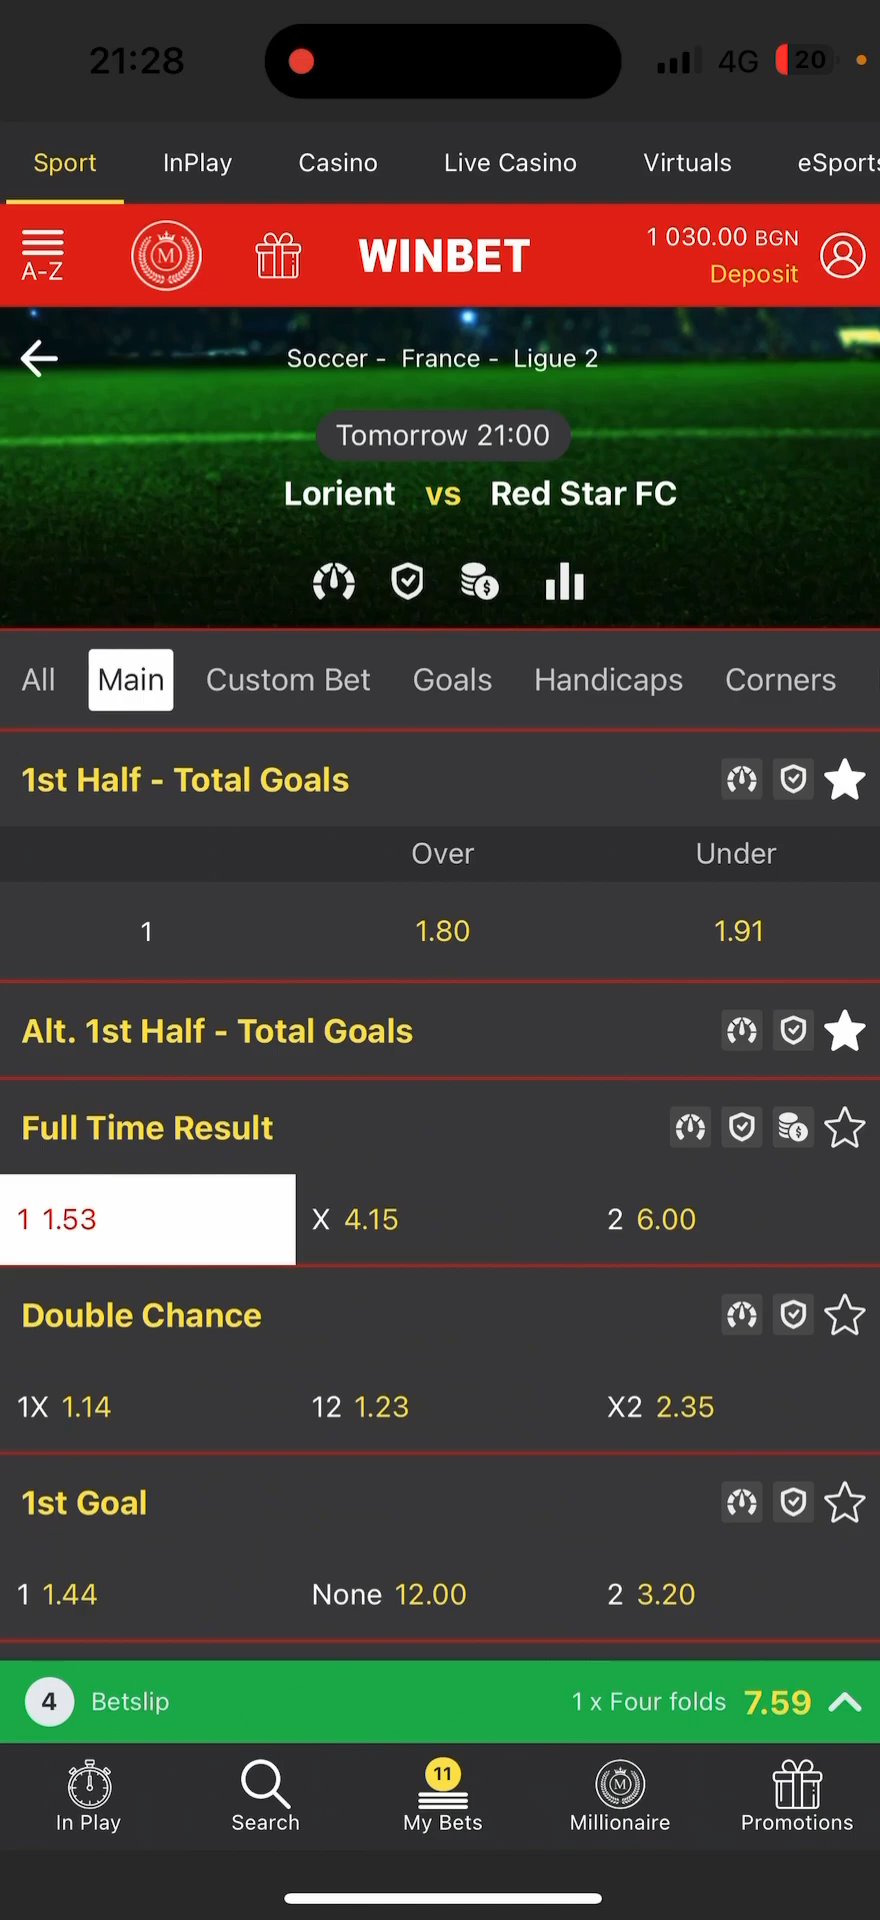 21:28 4G 20
Sport InPlay Casino Live Casino Virtuals eSports
A-Z M WINBET 1 030.00 BGN
Deposit
Soccer - France - Ligue 2
Tomorrow 21:00
Lorient vs Red Star FC
All Main Custom Bet Goals Handicaps Corners
1st Half - Total Goals
Over Under
1 1.80 1.91
Alt. 1st Half - Total Goals
Full Time Result
1 1.53 X 4.15 2 6.00
Double Chance
1X 1.14 12 1.23 X2 2.35
1st Goal
1 1.44 None 12.00 2 3.20
4 Betslip 1 x Four folds 7.59
11 M
In Play Search My Bets Millionaire Promotions